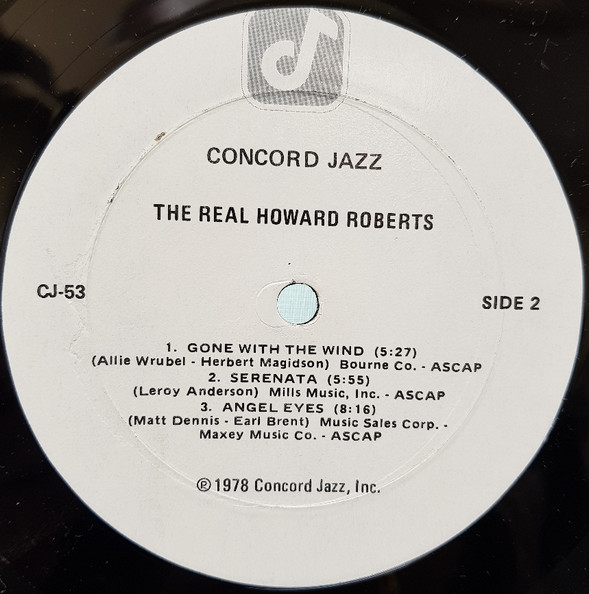 CONCORD JAZZ
THE REAL HOWARD ROBERTS
CJ-53
SIDE 2
1. GONE WITH THE WIND (5:27)
(Allie Wrubel - Herbert Magidson) Bourne Co. - ASCAP
2. SERENATA (5:55)
(Leroy Anderson) Mills Music, Inc. - ASCAP
3. ANGEL EYES (8:16)
(Matt Dennis - Earl Brent) Music Sales Corp. -
Maxey Music Co. - ASCAP
℗1978 Concord Jazz, Inc.